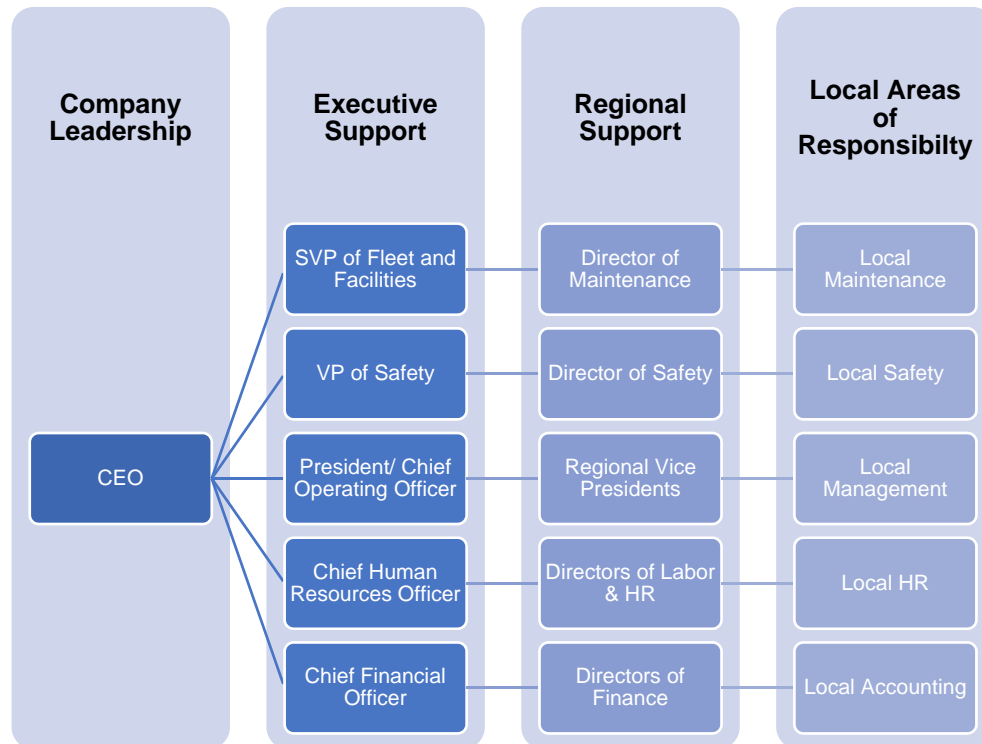 Company
Leadership
Executive
Support
Regional
Support
Local Areas
of
Responsibilty
CEO
SVP of Fleet and
Facilities
Director of
Maintenance
Local
Maintenance
VP of Safety
Director of Safety
Local Safety
President/ Chief
Operating Officer
Regional Vice
Presidents
Local
Management
Chief Human
Resources Officer
Directors of Labor
& HR
Local HR
Chief Financial
Officer
Directors of
Finance
Local Accounting